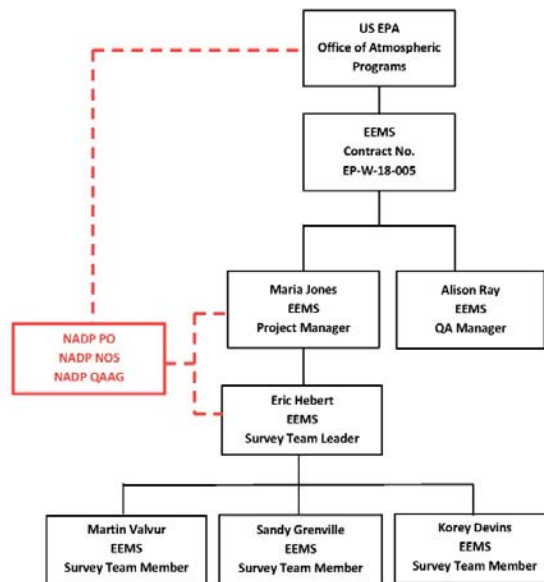 US EPA
Office of Atmospheric
Programs
EEMS
Contract No.
EP-W-18-005
Maria Jones
EEMS
Project Manager
Alison Ray
EEMS
QA Manager
NADP PO
NADP NOS
NADP QAAG
Eric Hebert
EEMS
Survey Team Leader
Martin Valvur
EEMS
Survey Team Member
Sandy Grenville
EEMS
Survey Team Member
Korey Devins
EEMS
Survey Team Member